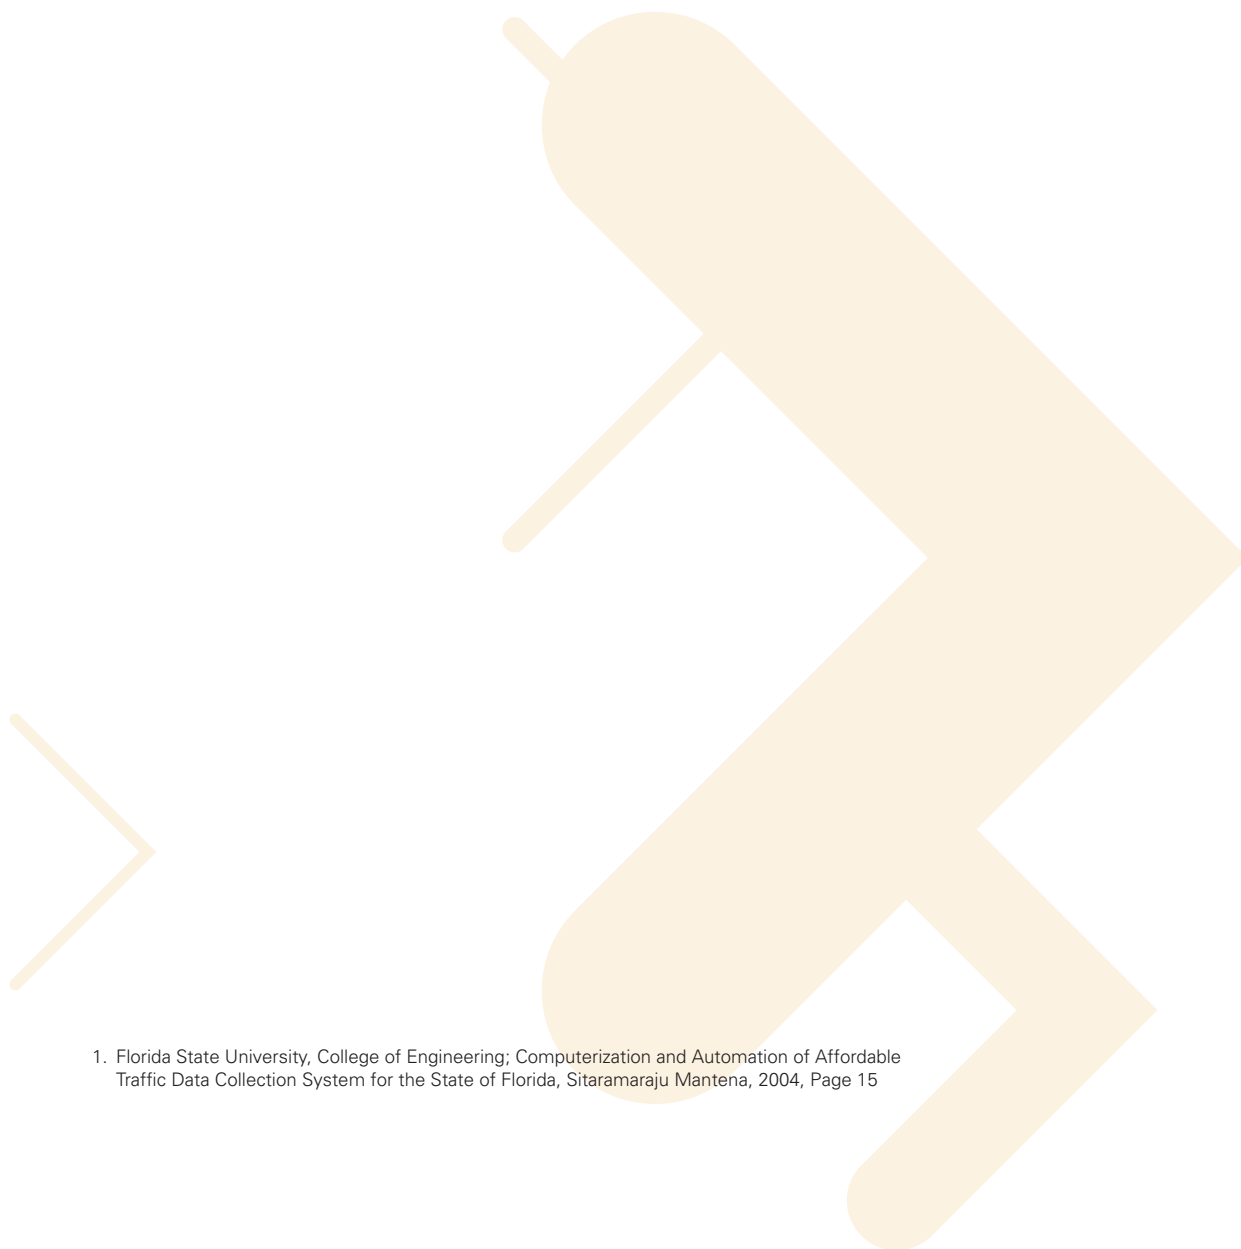 1. Florida State University, College of Engineering; Computerization and Automation of Affordable
Traffic Data Collection System for the State of Florida, Sitaramaraju Mantena, 2004, Page 15